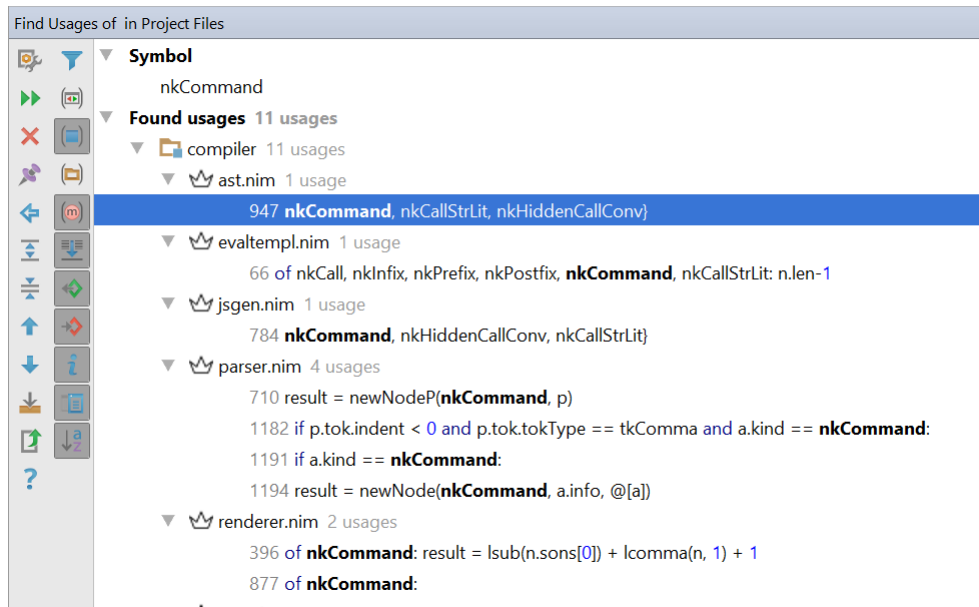 Find Usages of in Project Files
Symbol
nkCommand
Found usages 11 usages
compiler 11 usages
ast.nim 1 usage
947 nkCommand, nkCallStrLit, nkHiddenCallConv}
evaltempl.nim 1 usage
66 of nkCall, nkInfix, nkPrefix, nkPostfix, nkCommand, nkCallStrLit: n.len-1
jsgen.nim 1 usage
784 nkCommand, nkHiddenCallConv, nkCallStrLit}
parser.nim 4 usages
710 result = newNodeP(nkCommand, p)
1182 if p.tok.indent < 0 and p.tok.tokType == tkComma and a.kind == nkCommand:
1191 if a.kind == nkCommand:
1194 result = newNode(nkCommand, a.info, @[a])
renderer.nim 2 usages
396 of nkCommand: result = lsub(n.sons[0]) + lcomma(n, 1) + 1
877 of nkCommand: